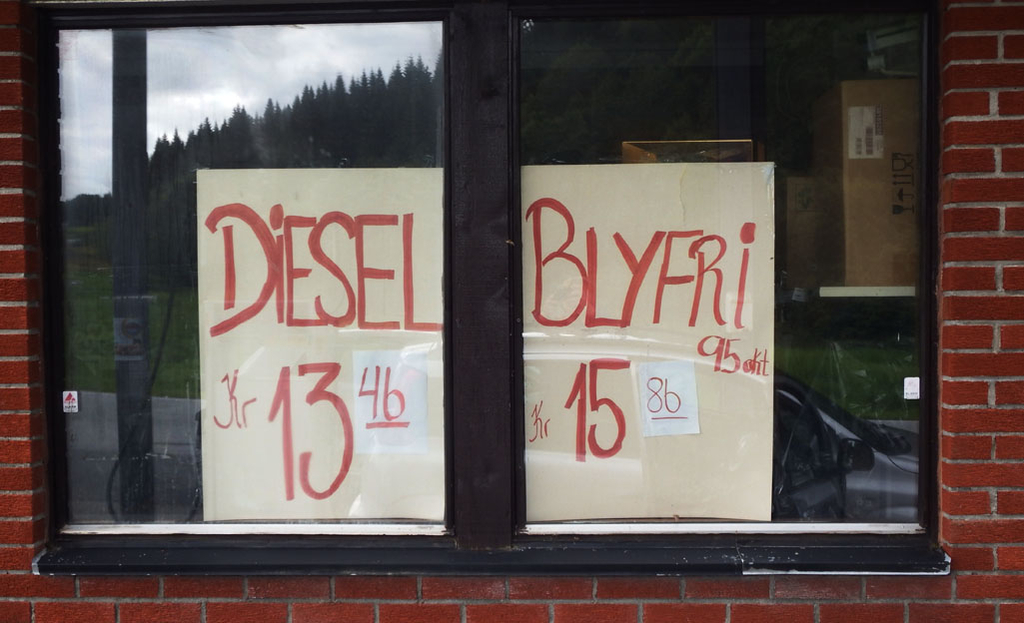 DiESEL
Kr 13 46
BLYFRi
95 okt
Kr 15 86